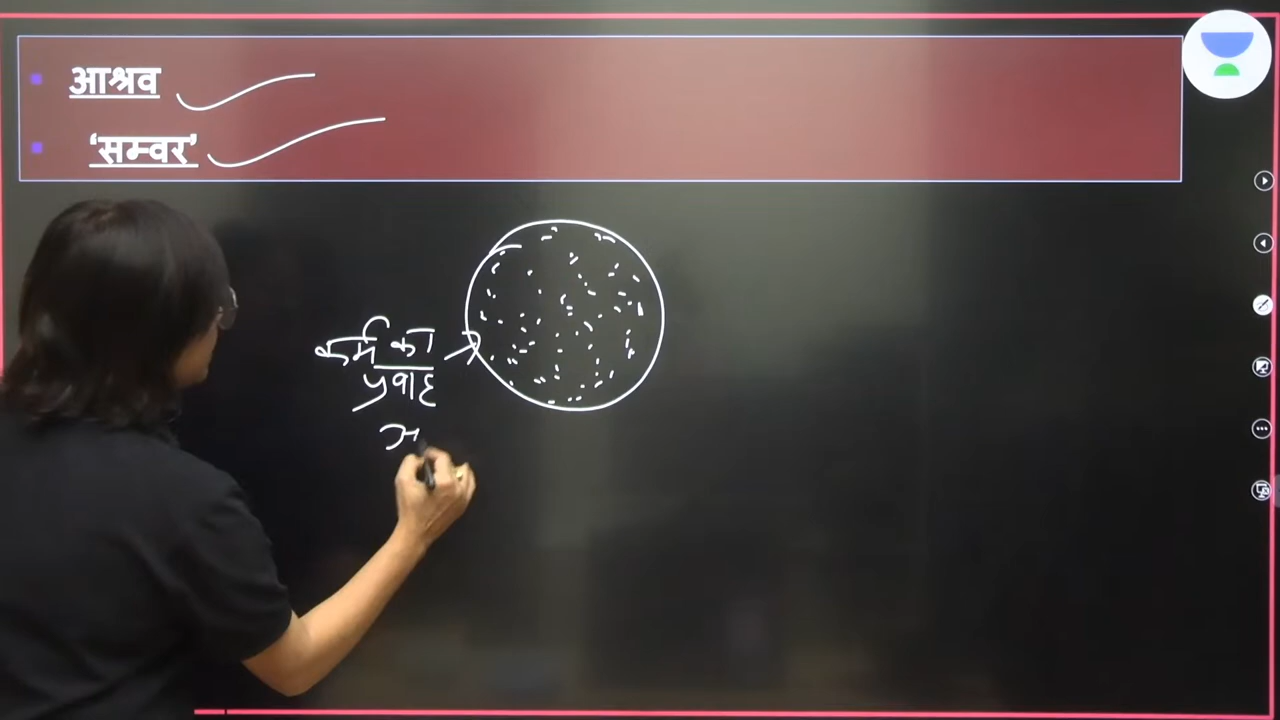 आश्रव
‘सम्वर’
कर्म का
प्रवाह